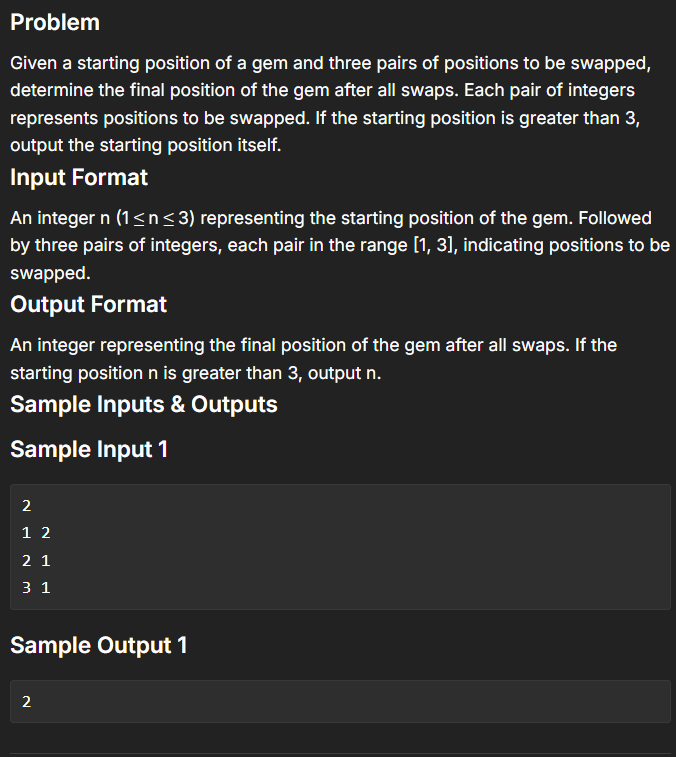 Problem
Given a starting position of a gem and three pairs of positions to be swapped,
determine the final position of the gem after all swaps. Each pair of integers
represents positions to be swapped. If the starting position is greater than 3,
output the starting position itself.
Input Format
An integer n (1≤n≤3) representing the starting position of the gem. Followed
by three pairs of integers, each pair in the range [1, 3], indicating positions to be
swapped.
Output Format
An integer representing the final position of the gem after all swaps. If the
starting position n is greater than 3, output n.
Sample Inputs & Outputs
Sample Input 1
2
1 2
2 1
3 1
Sample Output 1
2